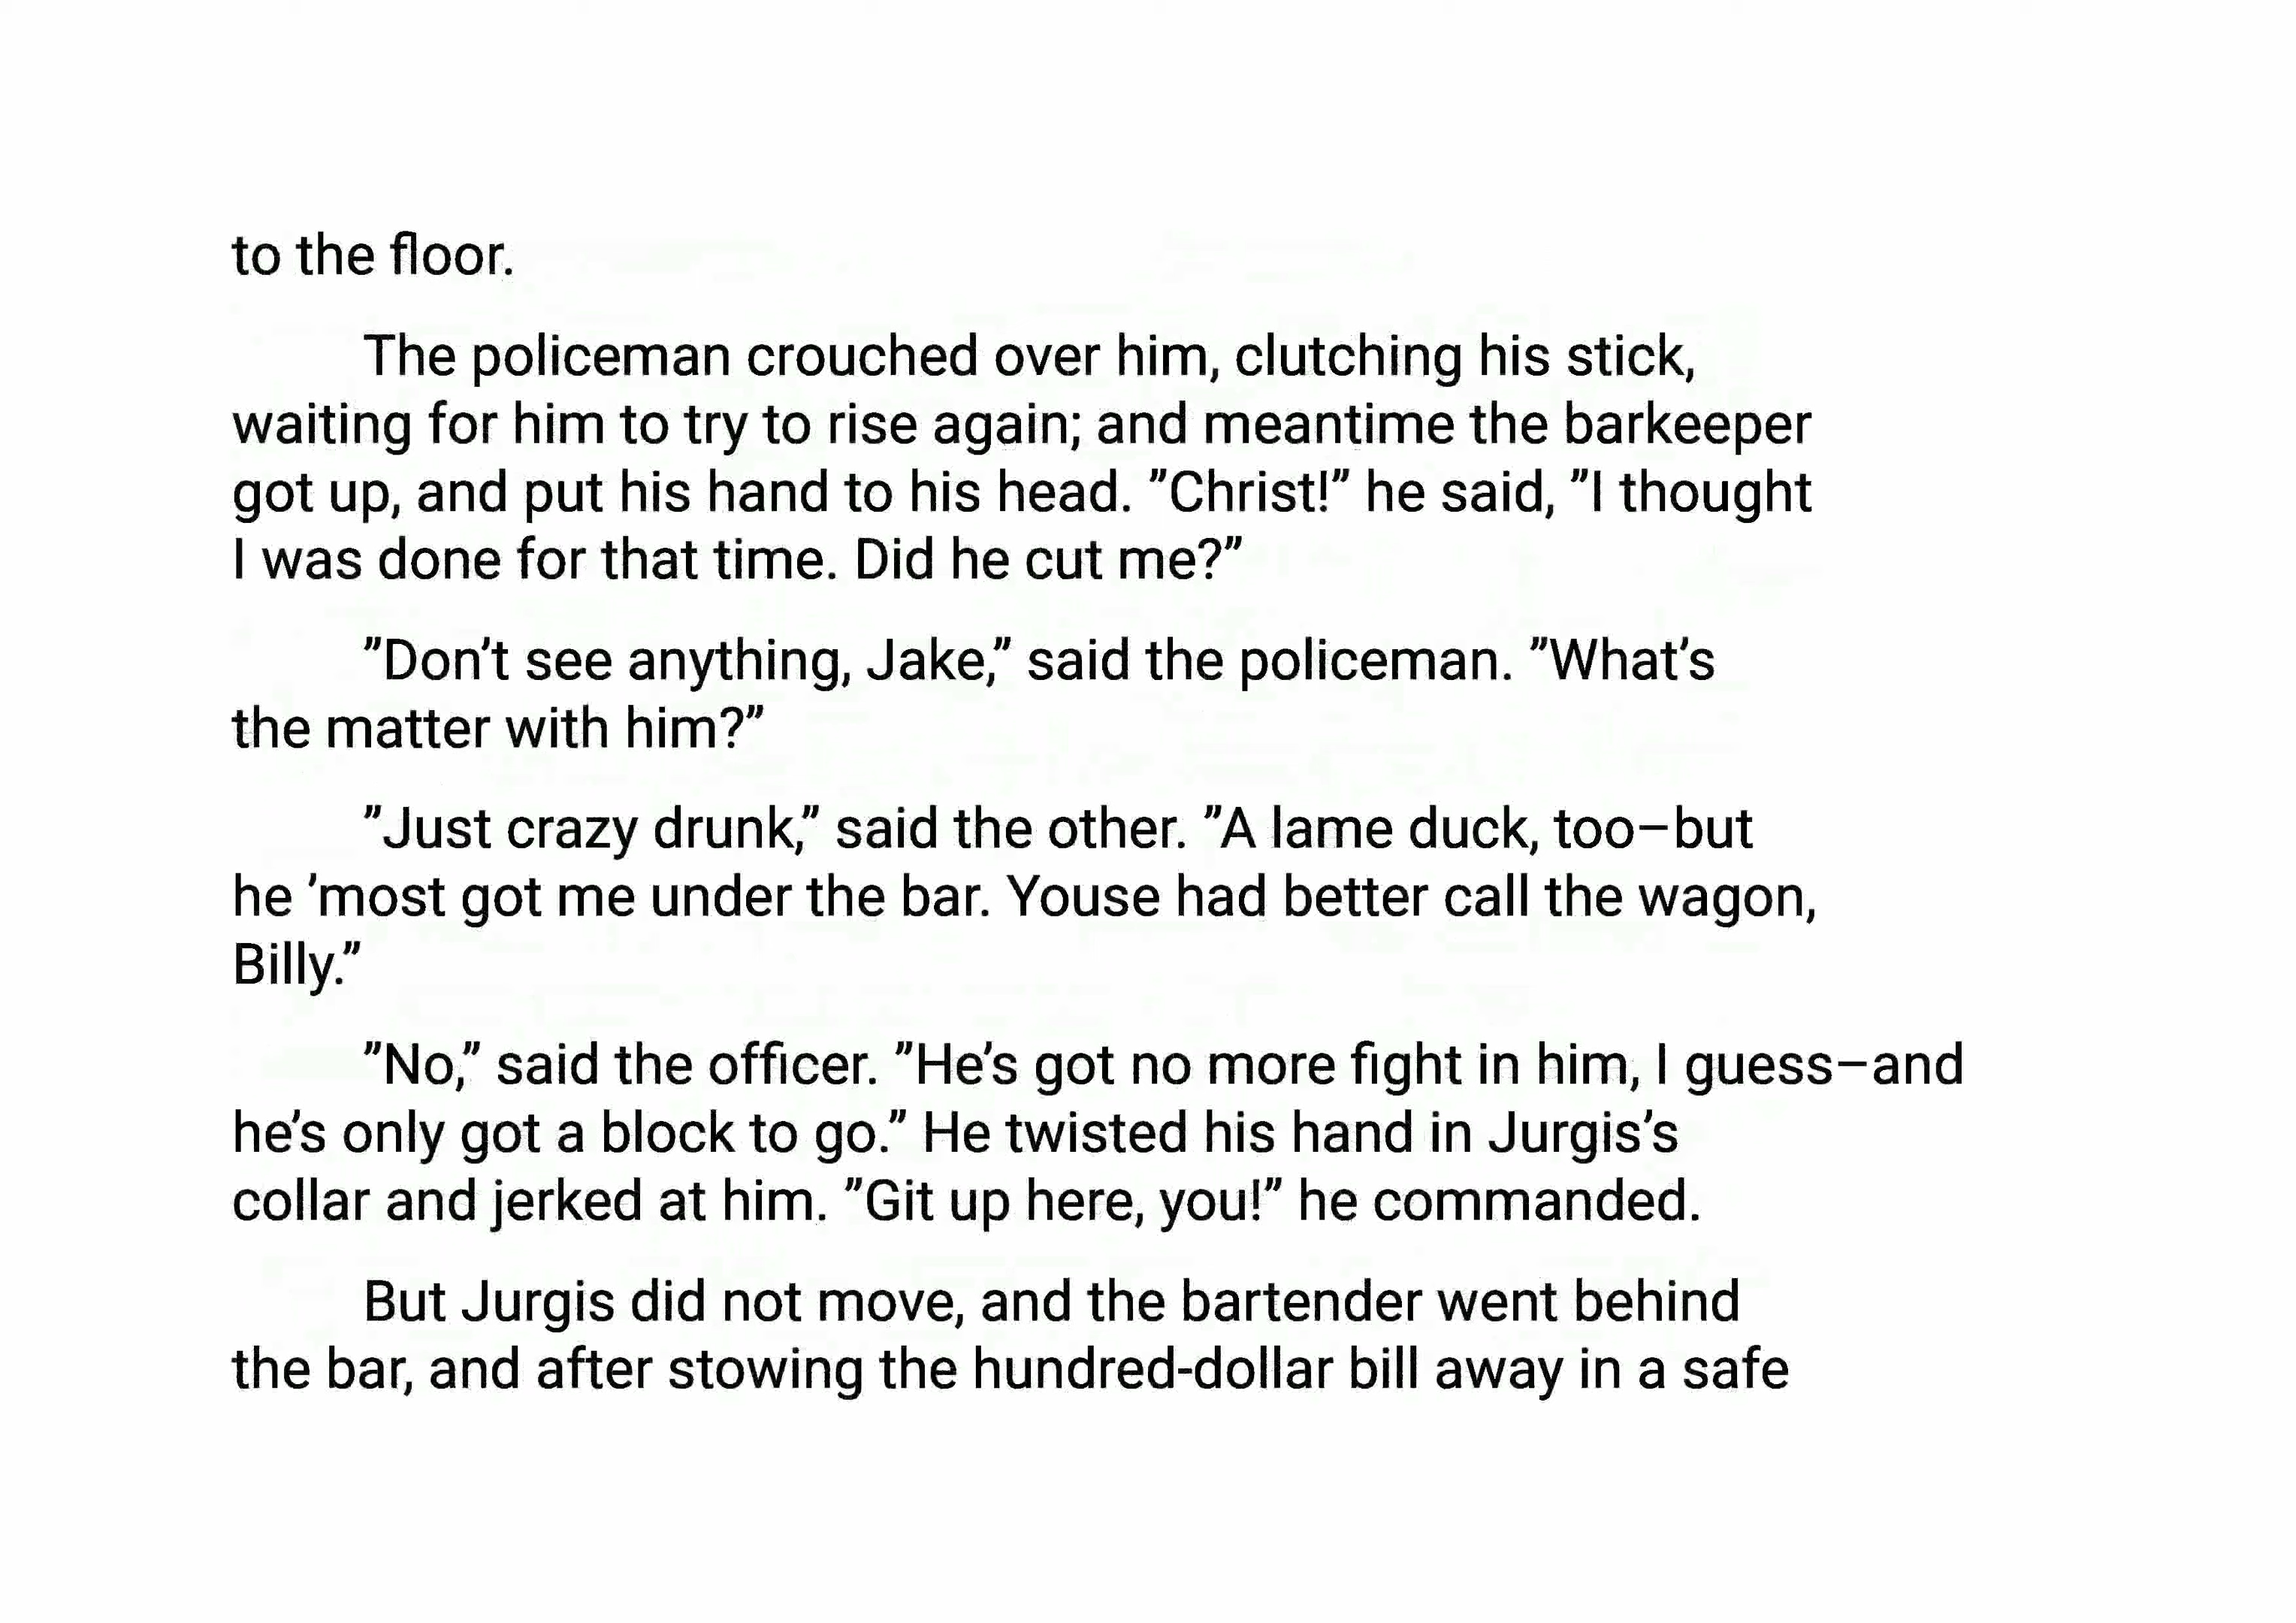 to the floor.
The policeman crouched over him, clutching his stick,
waiting for him to try to rise again; and meantime the barkeeper
got up, and put his hand to his head. ”Christ!” he said, ”I thought
I was done for that time. Did he cut me?”
”Don’t see anything, Jake,” said the policeman. ”What’s
the matter with him?”
”Just crazy drunk,” said the other. ”A lame duck, too–but
he ’most got me under the bar. Youse had better call the wagon,
Billy.”
”No,” said the officer. ”He’s got no more fight in him, I guess–and
he’s only got a block to go.” He twisted his hand in Jurgis’s
collar and jerked at him. ”Git up here, you!” he commanded.
But Jurgis did not move, and the bartender went behind
the bar, and after stowing the hundred-dollar bill away in a safe